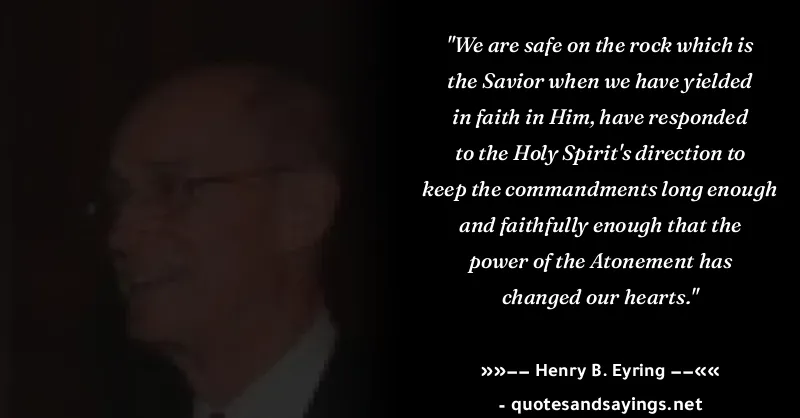 "We are safe on the rock which is
the Savior when we have yielded
in faith in Him, have responded
to the Holy Spirit's direction to
keep the commandments long enough
and faithfully enough that the
power of the Atonement has
changed our hearts."
»»−− Henry B. Eyring −−««
- quotesandsayings.net